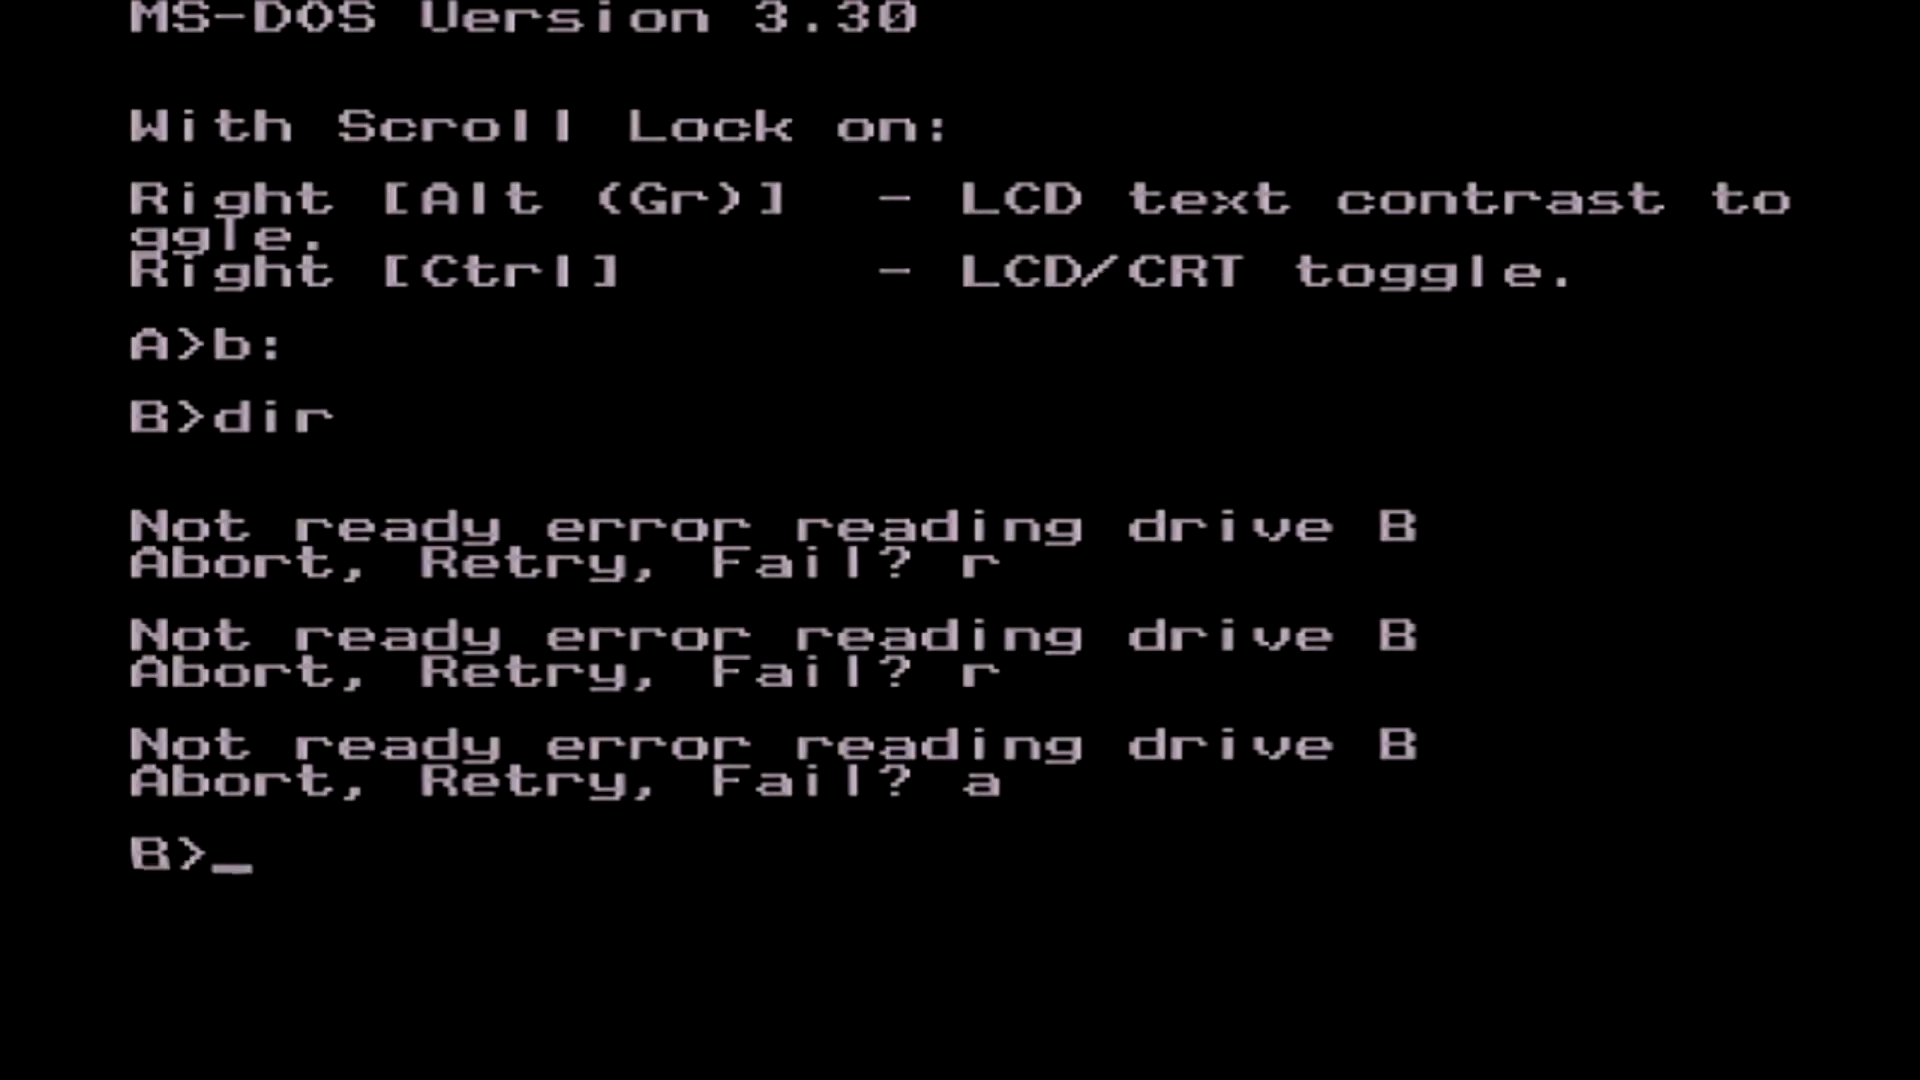 MS-DOS Version 3.30
With Scroll Lock on:
Right [Alt (Gr)]  - LCD text contrast to
ggle.
Right [Ctrl]      - LCD/CRT toggle.
A>b:
B>dir
Not ready error reading drive B
Abort, Retry, Fail? r
Not ready error reading drive B
Abort, Retry, Fail? r
Not ready error reading drive B
Abort, Retry, Fail? a
B>_